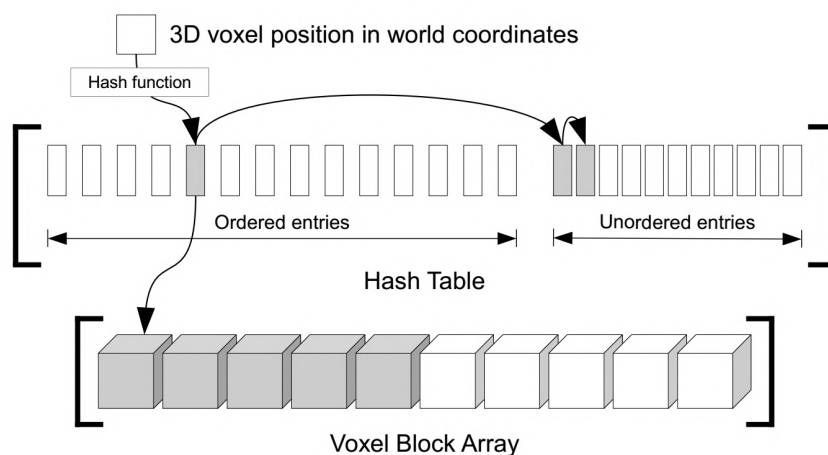 3D voxel position in world coordinates
Hash function
Ordered entries
Unordered entries
Hash Table
Voxel Block Array